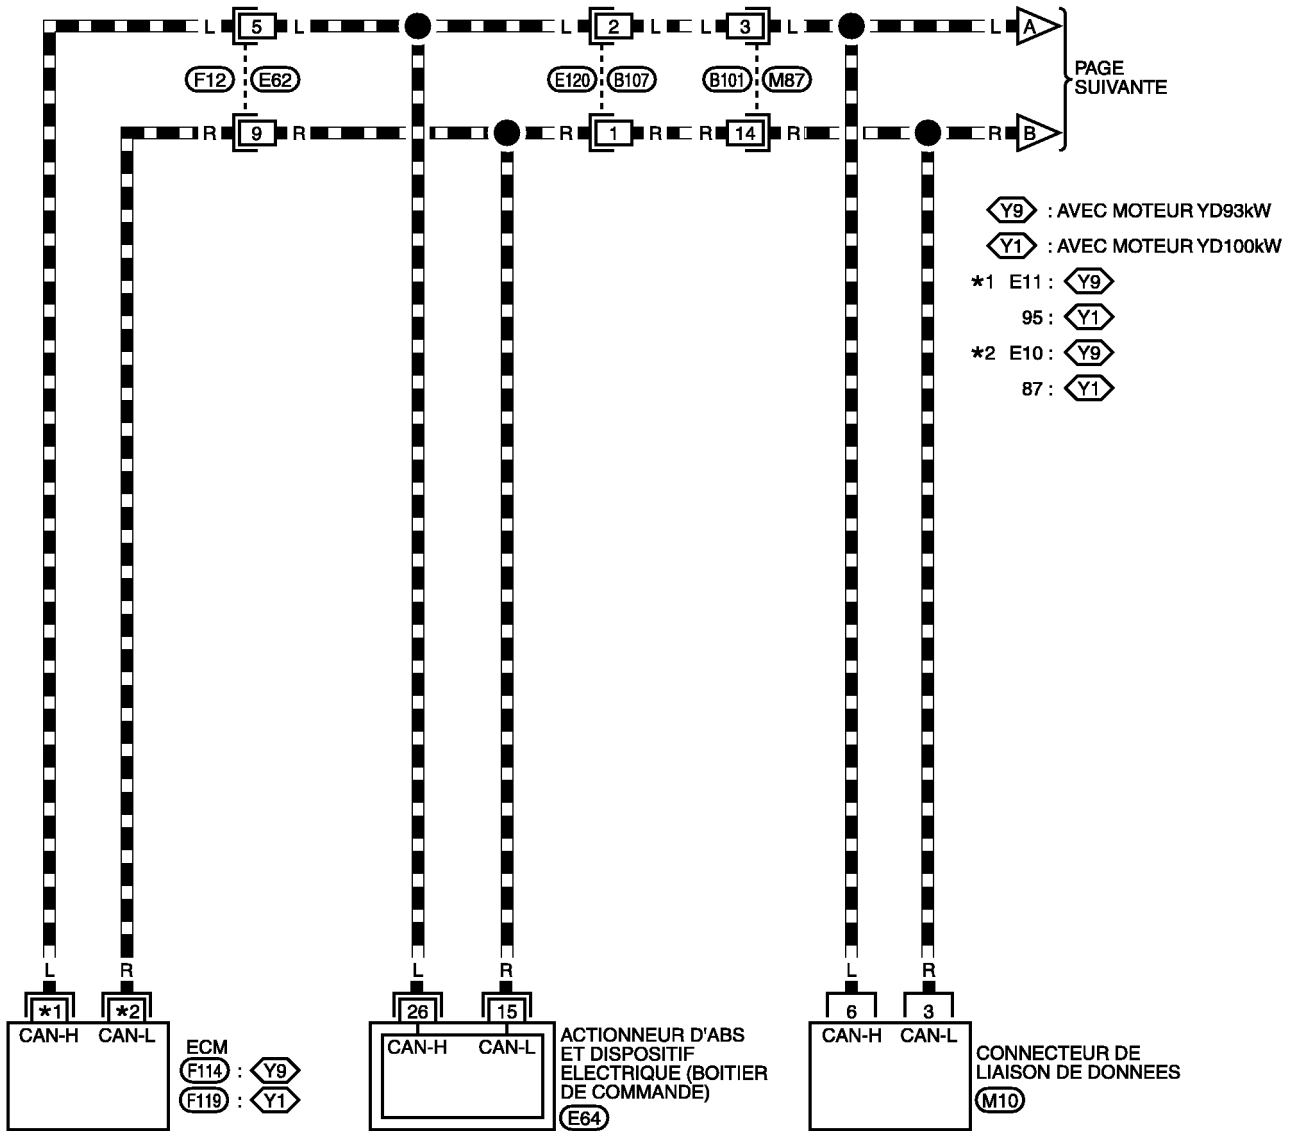 L 5 L L 2 L L 3 L L A
F12 E62 E120 B107 B101 M87
PAGE
SUIVANTE
R 9 R R 1 R R 14 R R B
Y9 : AVEC MOTEUR YD93kW
Y1 : AVEC MOTEUR YD100kW
*1 E11 : Y9
95 : Y1
*2 E10 : Y9
87 : Y1
L R L R L R
*1 *2 26 15 6 3
CAN-H CAN-L
ECM
F114 : Y9
F119 : Y1
CAN-H CAN-L
ACTIONNEUR D'ABS
ET DISPOSITIF
ELECTRIQUE (BOITIER
DE COMMANDE)
E64
CAN-H CAN-L
CONNECTEUR DE
LIAISON DE DONNEES
M10